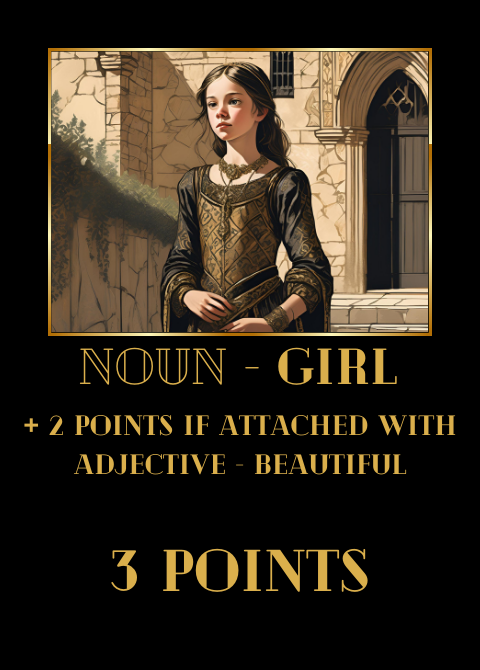 NOUN - GIRL
+ 2 POINTS IF ATTACHED WITH
ADJECTIVE - BEAUTIFUL
3 POINTS